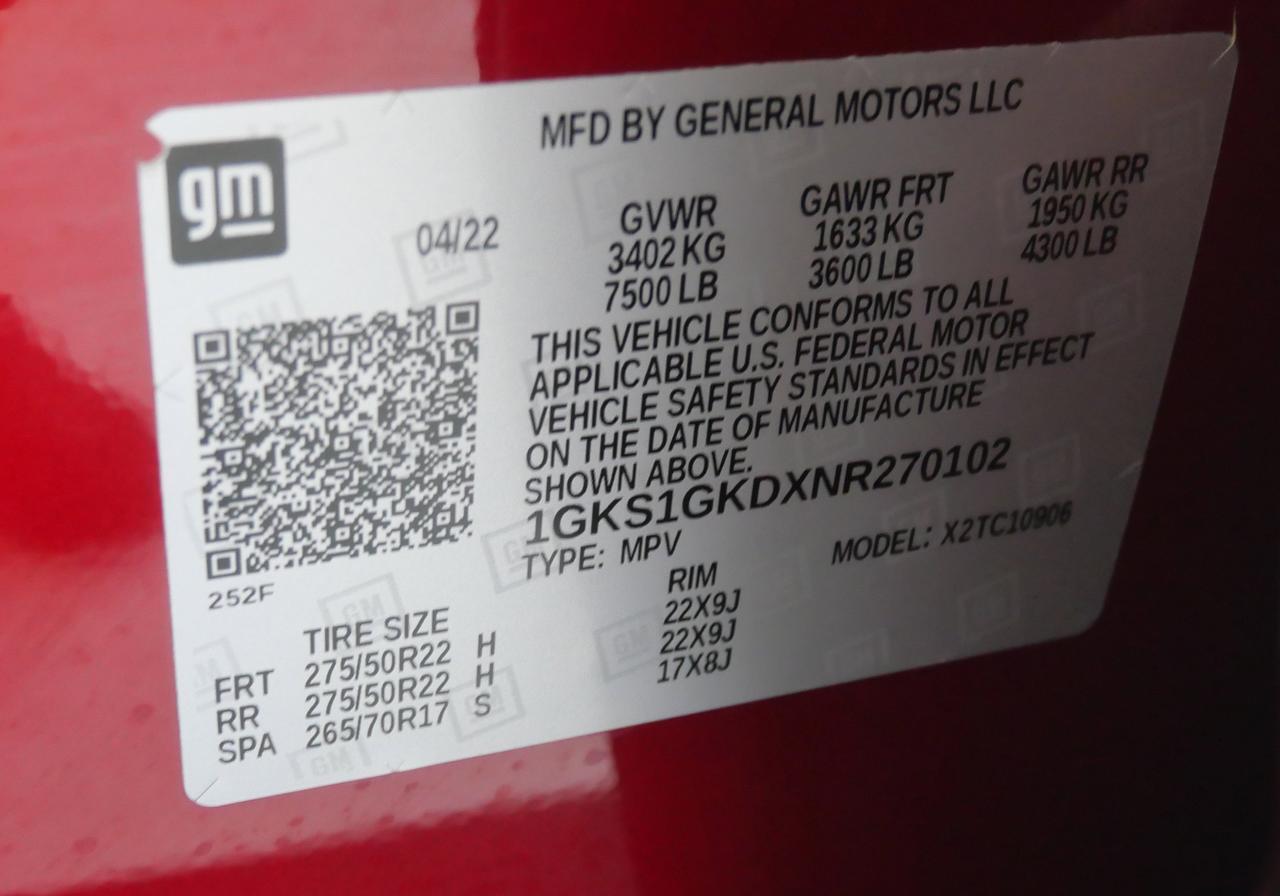 MFD BY GENERAL MOTORS LLC
gm
04/22
GVWR GAWR FRT GAWR RR
3402 KG 1633 KG 1950 KG
7500 LB 3600 LB 4300 LB
THIS VEHICLE CONFORMS TO ALL
APPLICABLE U.S. FEDERAL MOTOR
VEHICLE SAFETY STANDARDS IN EFFECT
ON THE DATE OF MANUFACTURE
SHOWN ABOVE.
1GKS1GKDXNR270102
TYPE: MPV MODEL: X2TC10906
252F
TIRE SIZE RIM
FRT 275/50R22 H 22X9J
RR 275/50R22 H 22X9J
SPA 265/70R17 S 17X8J